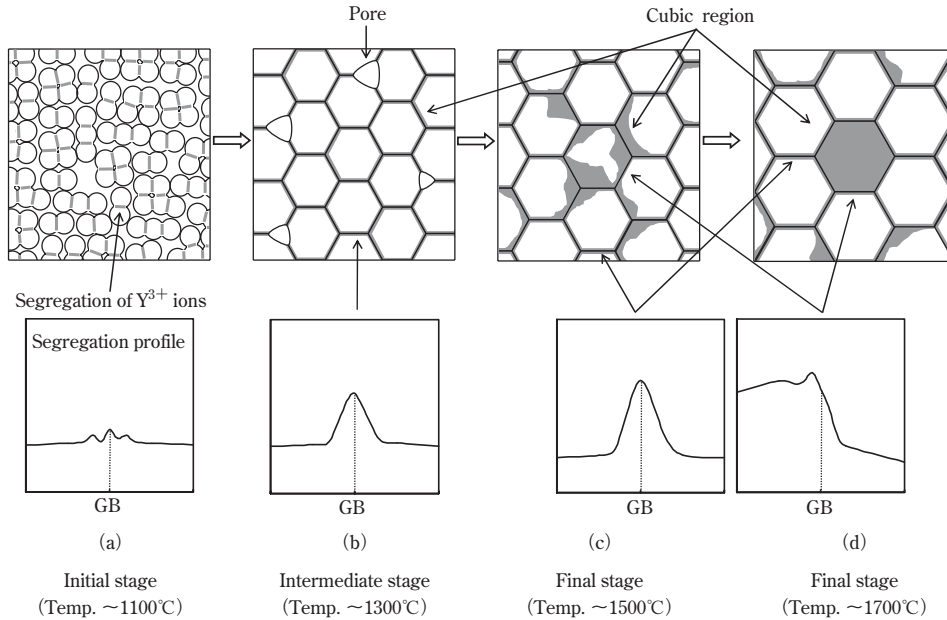 Pore
Cubic region
Segregation of Y3+ ions
Segregation profile
GB
GB
GB
GB
(a)
(b)
(c)
(d)
Initial stage
(Temp. ～1100℃)
Intermediate stage
(Temp. ～1300℃)
Final stage
(Temp. ～1500℃)
Final stage
(Temp. ～1700℃)